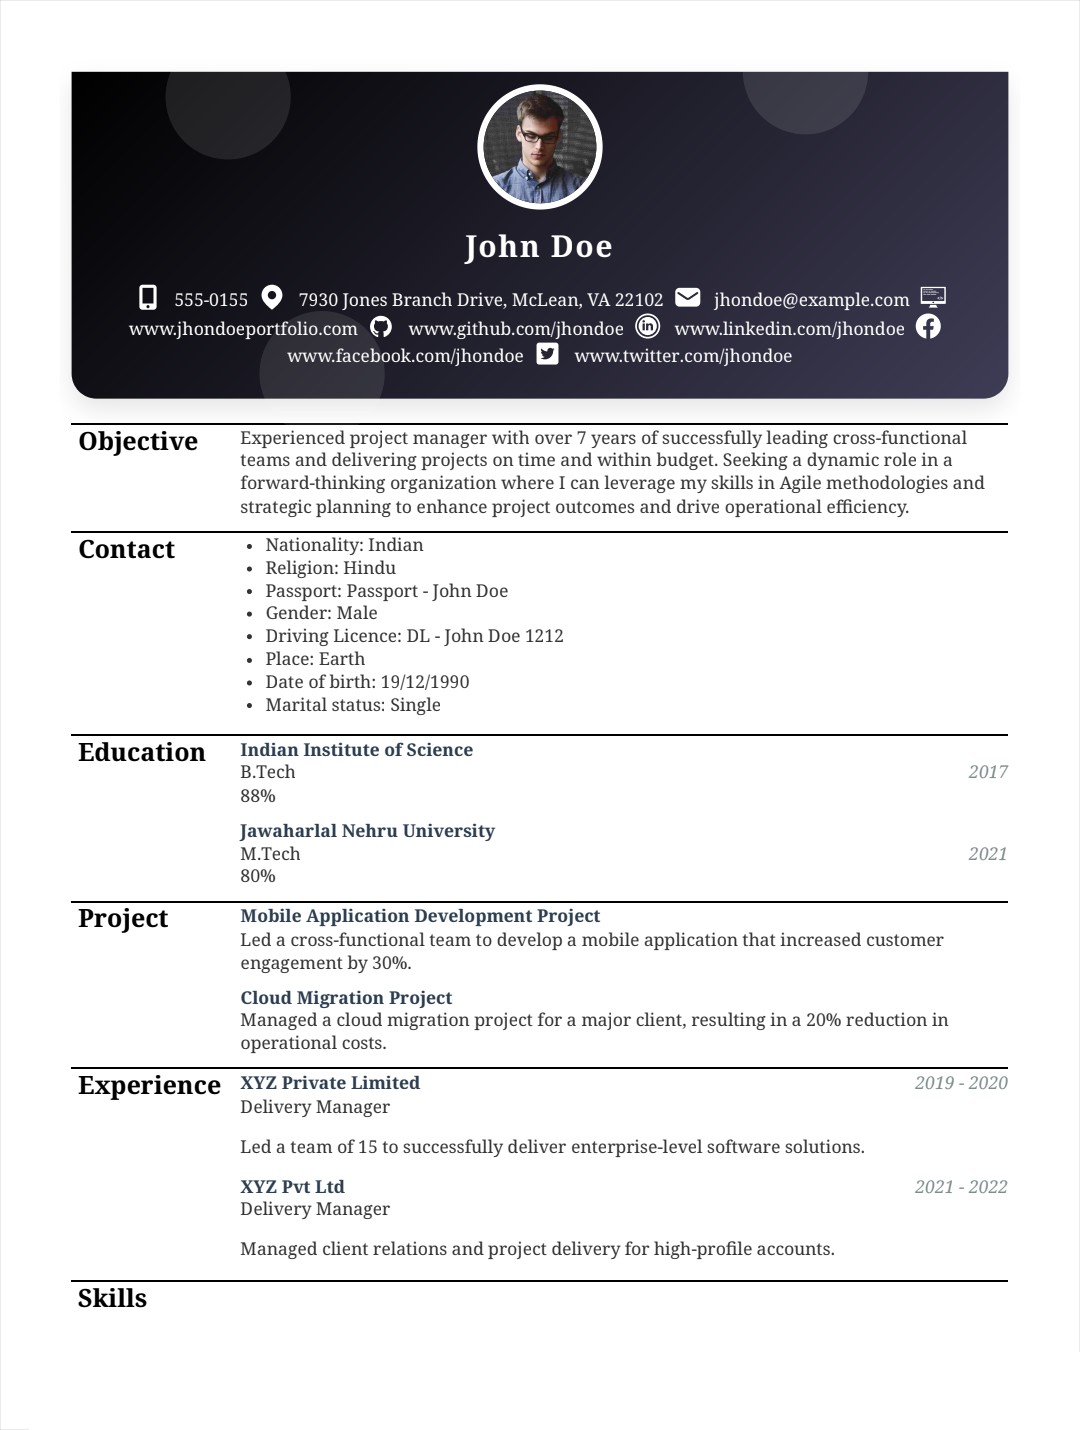 John Doe
555-0155 7930 Jones Branch Drive, McLean, VA 22102 jhondoe@example.com
www.jhondoeportfolio.com www.github.com/jhondoe www.linkedin.com/jhondoe
www.facebook.com/jhondoe www.twitter.com/jhondoe
Objective
Experienced project manager with over 7 years of successfully leading cross-functional
teams and delivering projects on time and within budget. Seeking a dynamic role in a
forward-thinking organization where I can leverage my skills in Agile methodologies and
strategic planning to enhance project outcomes and drive operational efficiency.
Contact
• Nationality: Indian
• Religion: Hindu
• Passport: Passport - John Doe
• Gender: Male
• Driving Licence: DL - John Doe 1212
• Place: Earth
• Date of birth: 19/12/1990
• Marital status: Single
Education
Indian Institute of Science
B.Tech 2017
88%
Jawaharlal Nehru University
M.Tech 2021
80%
Project
Mobile Application Development Project
Led a cross-functional team to develop a mobile application that increased customer
engagement by 30%.
Cloud Migration Project
Managed a cloud migration project for a major client, resulting in a 20% reduction in
operational costs.
Experience
XYZ Private Limited 2019 - 2020
Delivery Manager
Led a team of 15 to successfully deliver enterprise-level software solutions.
XYZ Pvt Ltd 2021 - 2022
Delivery Manager
Managed client relations and project delivery for high-profile accounts.
Skills